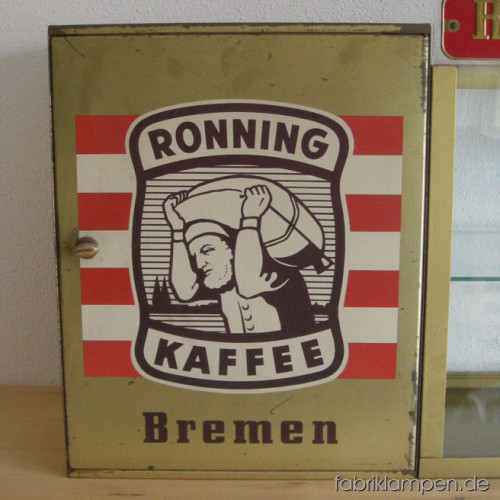 RONNING
KAFFEE
Bremen
fabriklampen.de